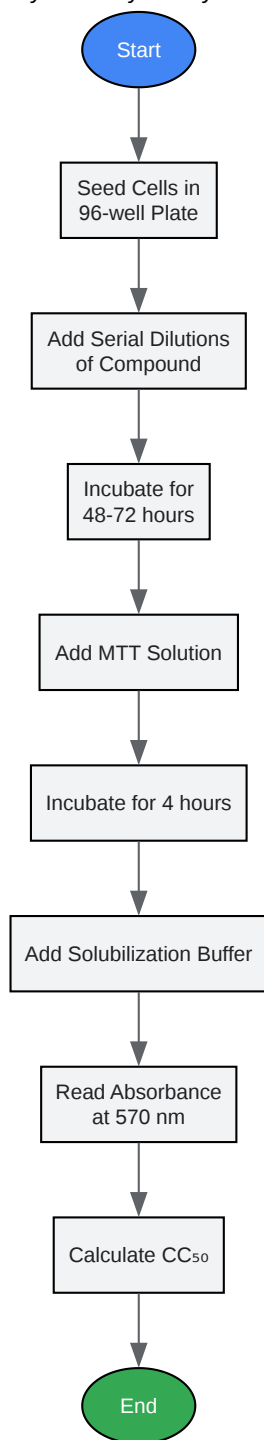 Start
Seed Cells in
96-well Plate
Add Serial Dilutions
of Compound
Incubate for
48-72 hours
Add MTT Solution
Incubate for 4 hours
Add Solubilization Buffer
Read Absorbance
at 570 nm
Calculate CC₅₀
End